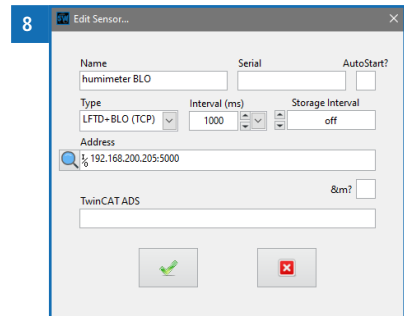 8
Edit Sensor...
Name Serial AutoStart?
humimeter BLO
Type Interval (ms) Storage Interval
LFTD+BLO (TCP) 1000 off
Address
192.168.200.205:5000
&m?
TwinCAT ADS